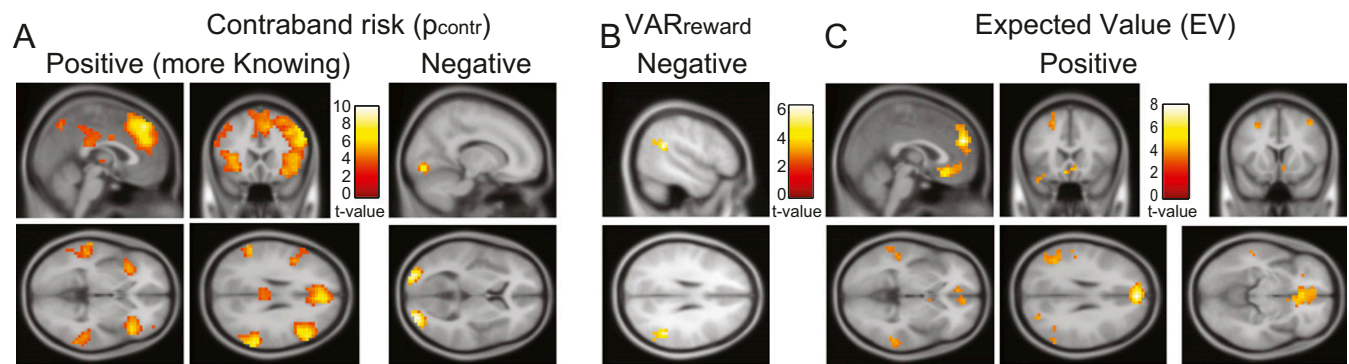 A
Contraband risk (pcontr)
Positive (more Knowing)
Negative
10
8
6
4
2
0
t-value
B
VARreward
Negative
6
4
2
0
t-value
C
Expected Value (EV)
Positive
8
6
4
2
0
t-value